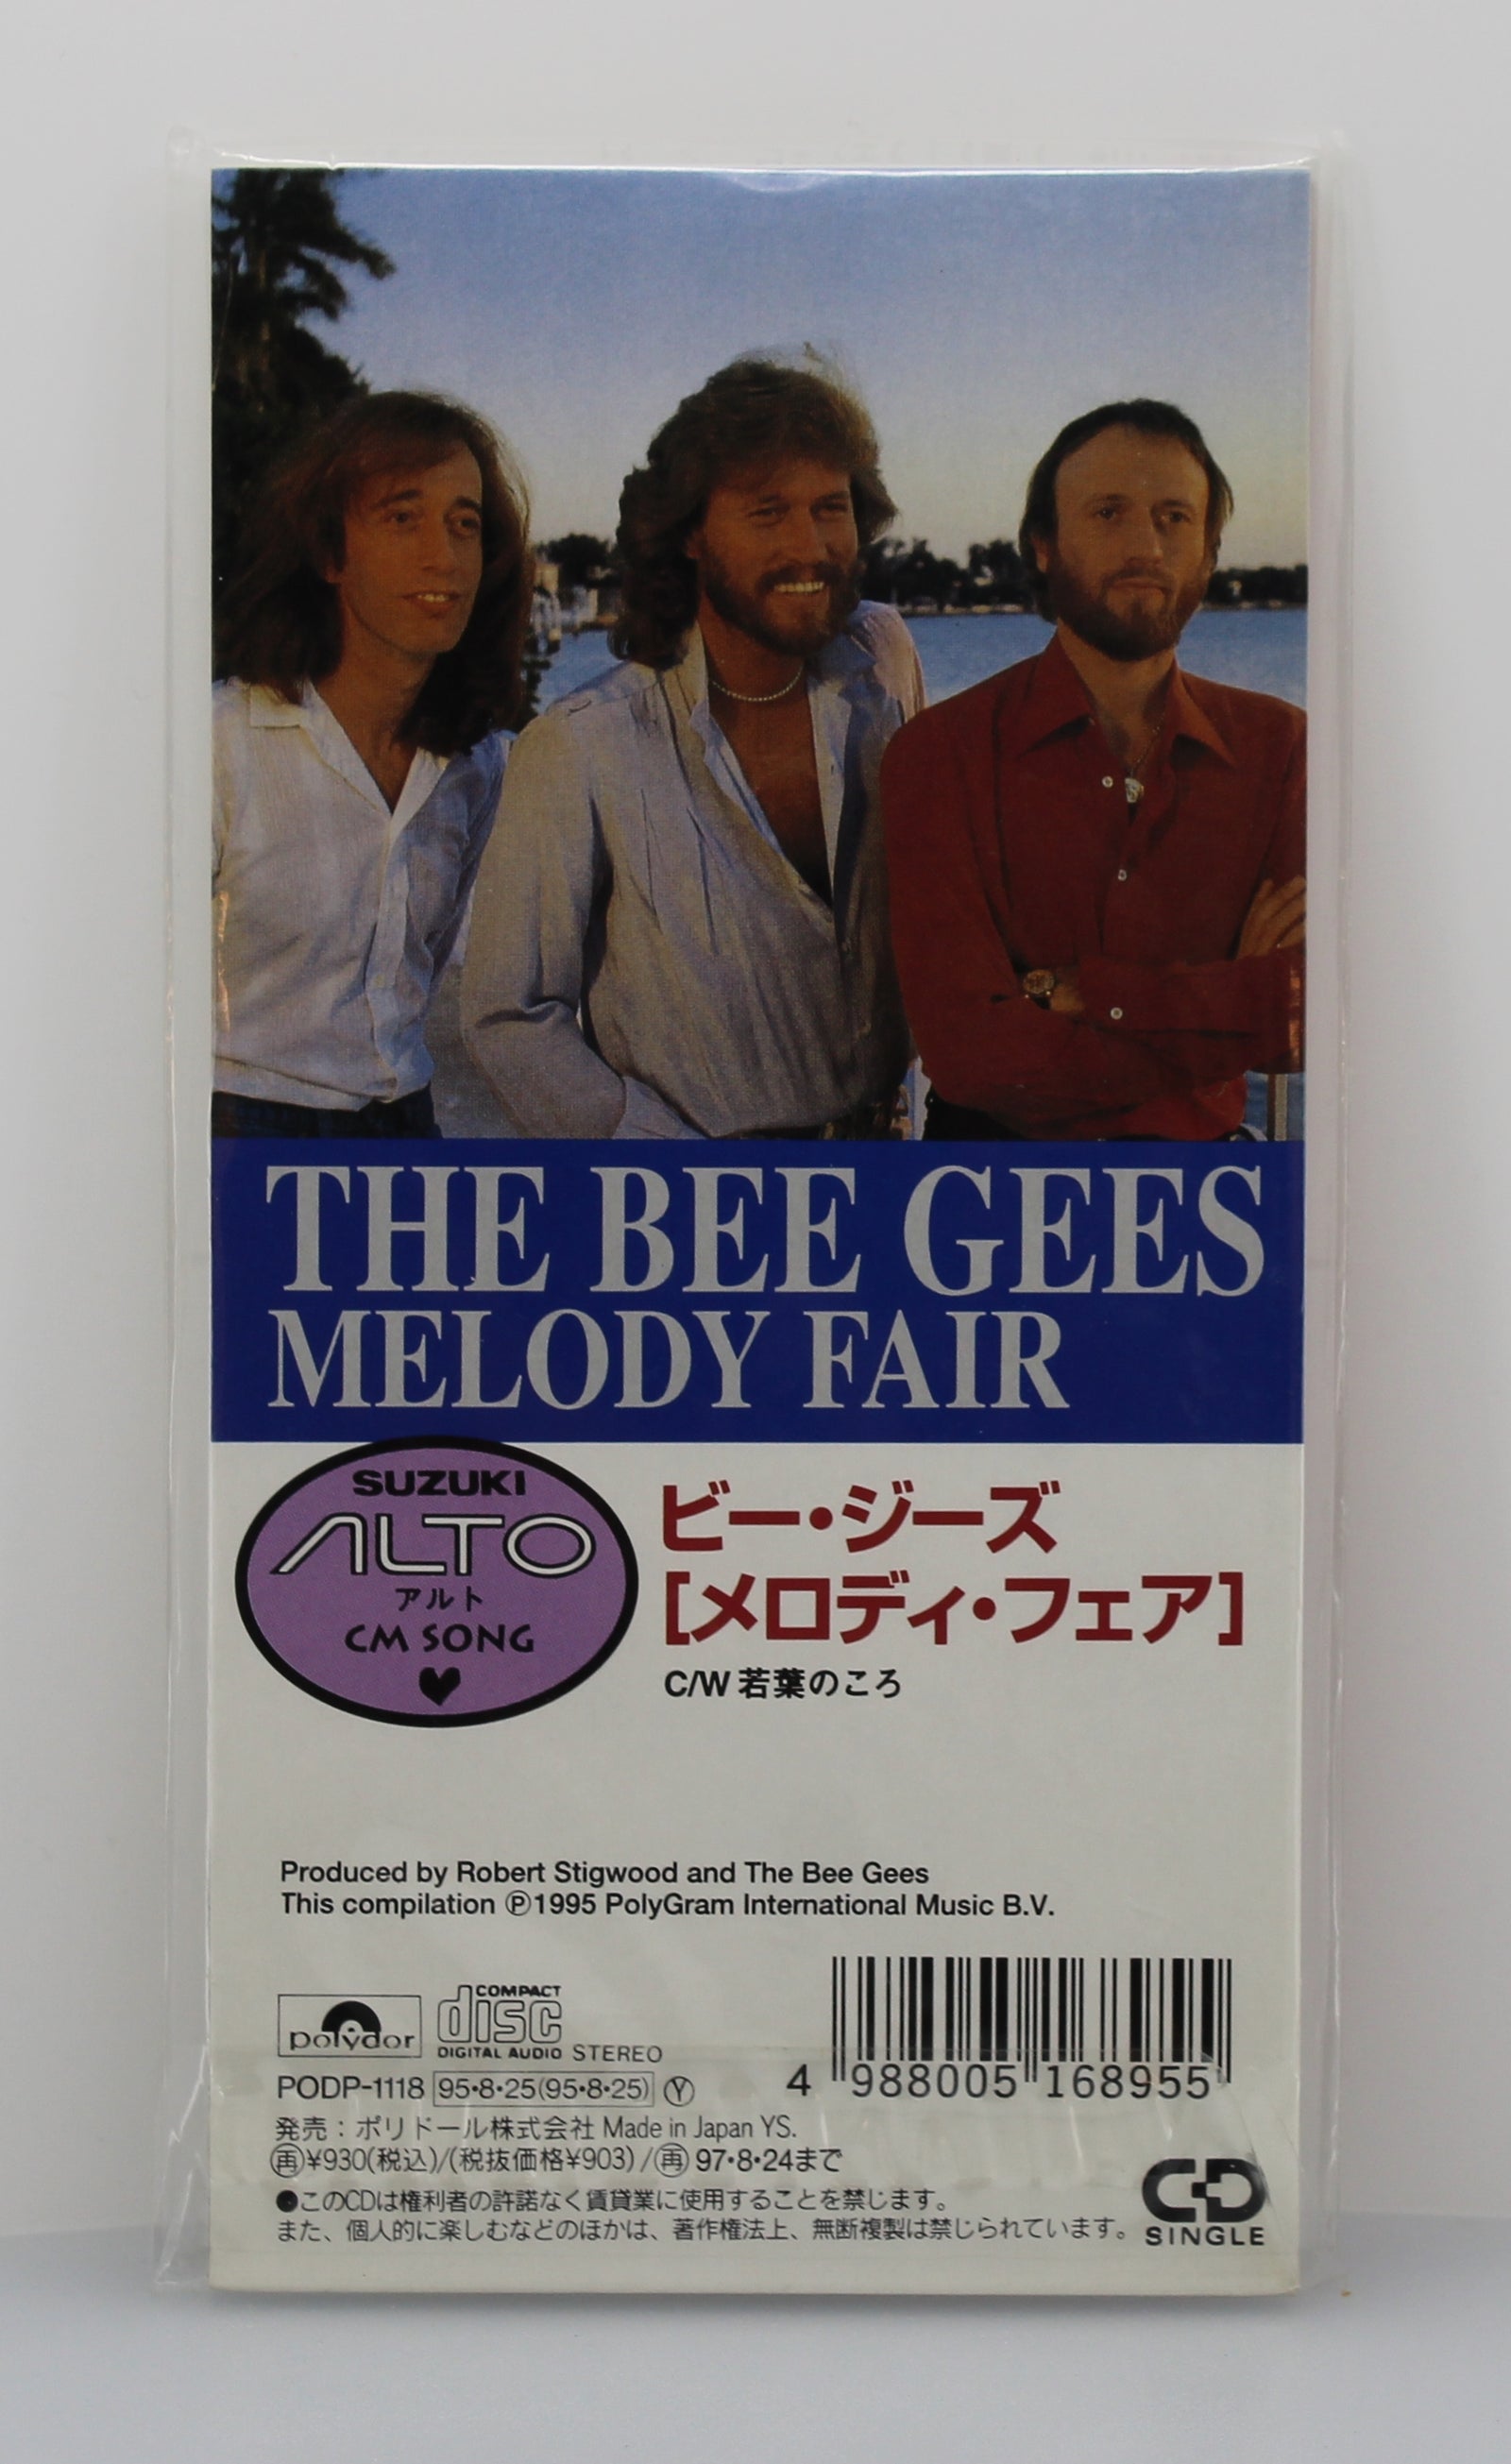 THE BEE GEES
MELODY FAIR
SUZUKI
ALTO
アルト
CM SONG
ビー・ジーズ
[メロディ・フェア]
C/W 若葉のころ
Produced by Robert Stigwood and The Bee Gees
This compilation ℗1995 PolyGram International Music B.V.
polydor
COMPACT
disc
DIGITAL AUDIO STEREO
PODP-1118 95・8・25(95・8・25) Ⓨ
4 988005 168955
発売：ポリドール株式会社 Made in Japan YS.
㊢¥930(税込)/(税抜価格¥903)/㊢ 97・8・24まで
●このCDは権利者の許諾なく賃貸業に使用することを禁じます。
また、個人的に楽しむなどのほかは、著作権法上、無断複製は禁じられています。
CD
SINGLE